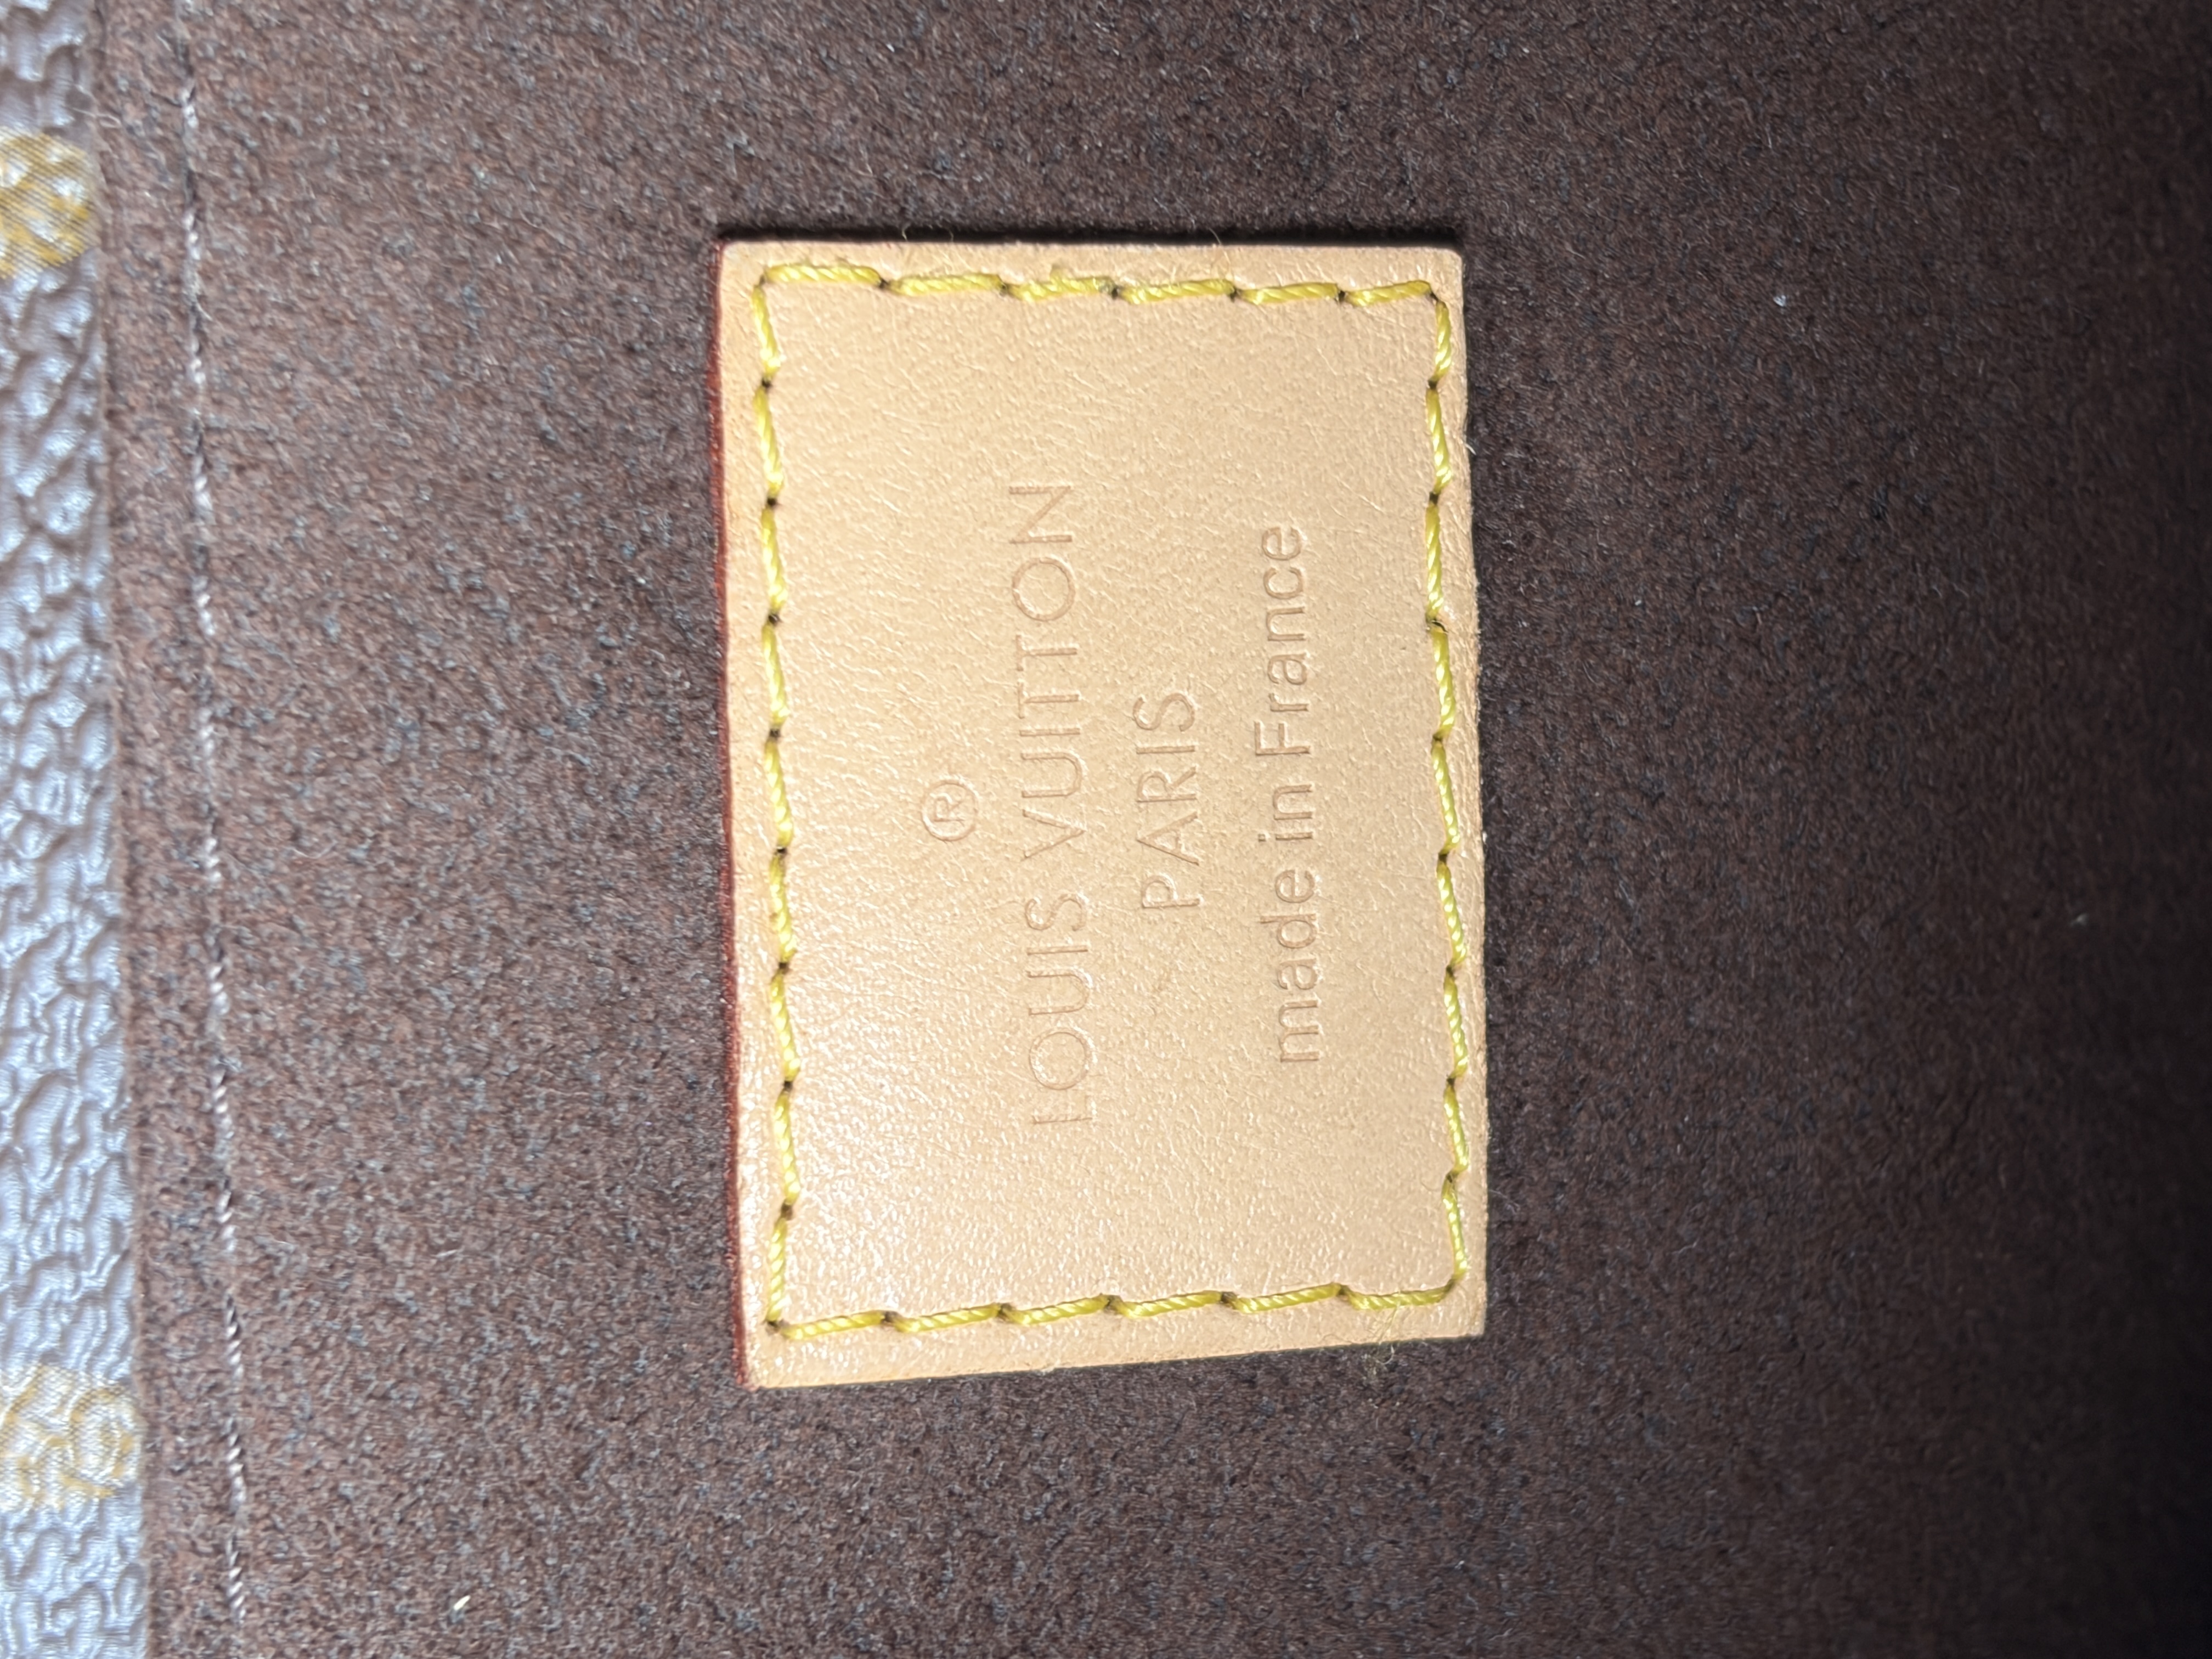 ®
LOUIS VUITTON
PARIS
made in France